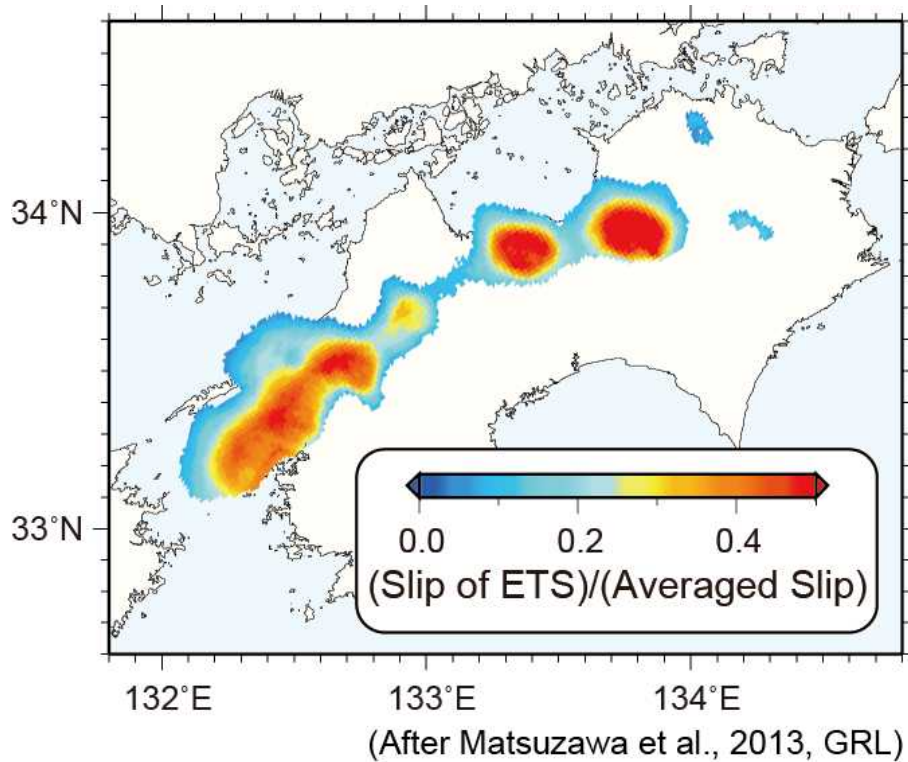 34˚N
33˚N
0.0 0.2 0.4
(Slip of ETS)/(Averaged Slip)
132˚E 133˚E 134˚E
(After Matsuzawa et al., 2013, GRL)